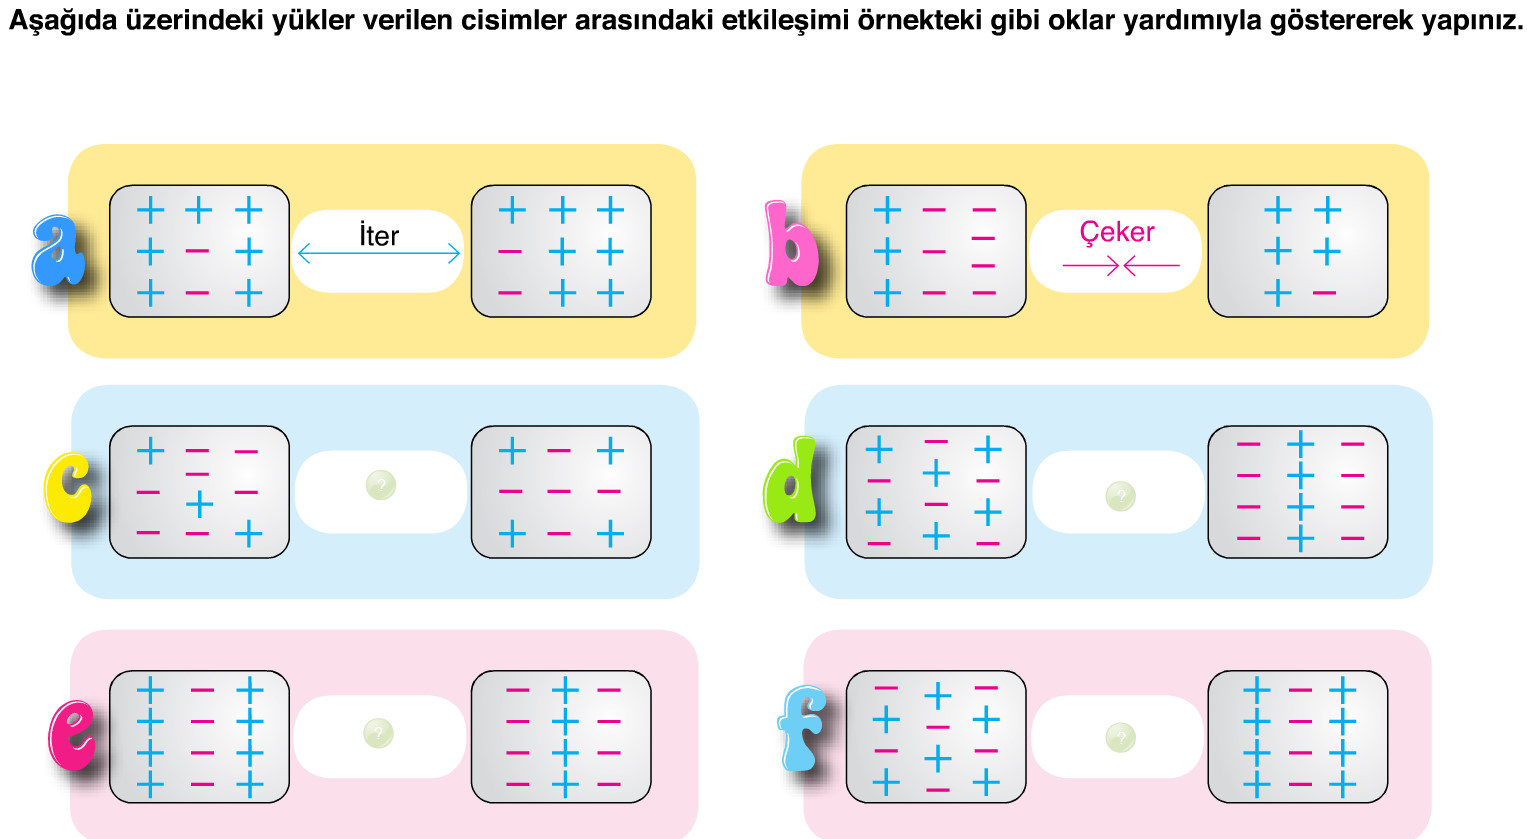 Aşağıda üzerindeki yükler verilen cisimler arasındaki etkileşimi örnekteki gibi oklar yardımıyla göstererek yapınız.
a
+ + +
+ − +
+ − +
İter
+ + +
− + +
− + +
b
+ − −
−
+ −
−
+ − −
Çeker
+ +
+ +
+ −
c
+ − −
−
− −
+
− − +
?
+ − +
− − −
+ − +
d
−
+ +
+
− −
−
+ +
+
− −
?
− + −
− + −
− + −
− + −
e
+ − +
+ − +
+ − +
+ − +
?
− + −
− + −
− + −
− + −
f
− −
+
+ +
−
− −
+
+ +
−
?
+ − +
+ − +
+ − +
+ − +